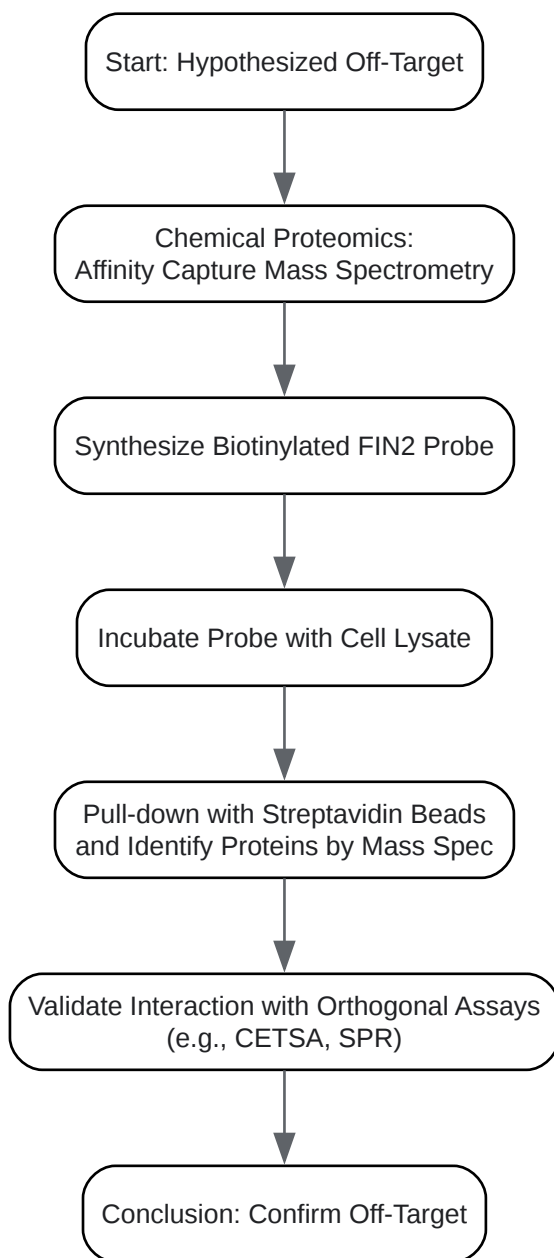 Start: Hypothesized Off-Target
Chemical Proteomics:
Affinity Capture Mass Spectrometry
Synthesize Biotinylated FIN2 Probe
Incubate Probe with Cell Lysate
Pull-down with Streptavidin Beads
and Identify Proteins by Mass Spec
Validate Interaction with Orthogonal Assays
(e.g., CETSA, SPR)
Conclusion: Confirm Off-Target